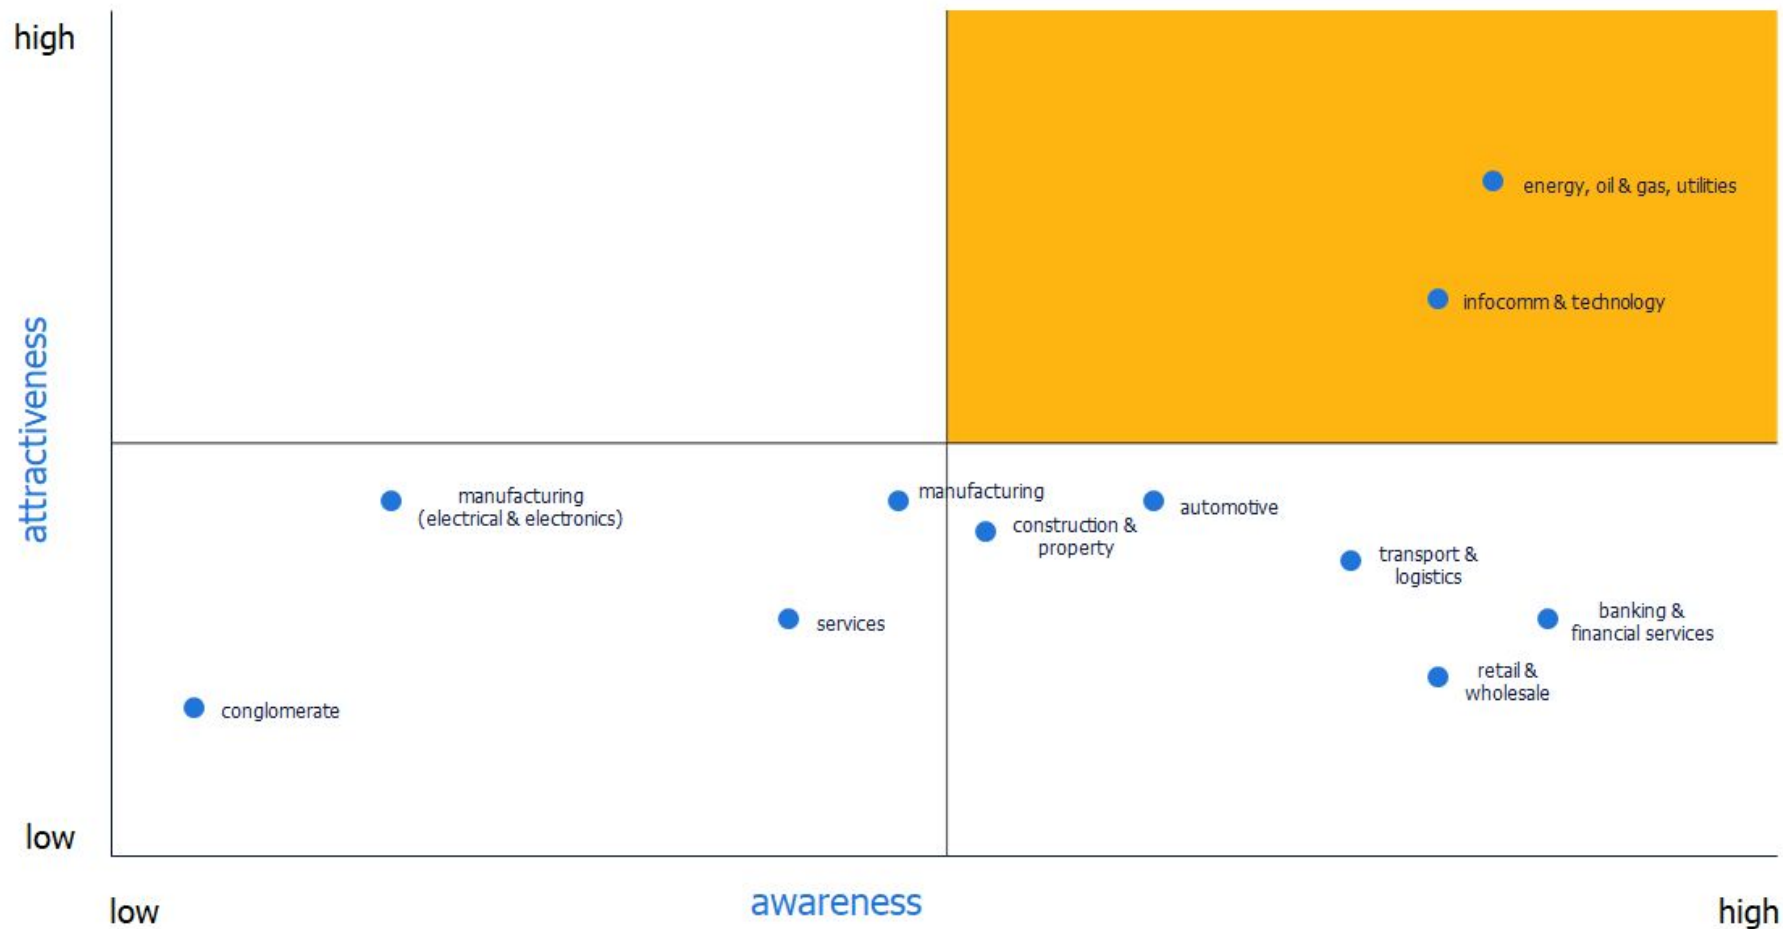 high
energy, oil & gas, utilities
infocomm & technology
attractiveness
manufacturing
(electrical & electronics)
manufacturing
automotive
construction &
property
transport &
logistics
services
banking &
financial services
retail &
wholesale
conglomerate
low
low
awareness
high